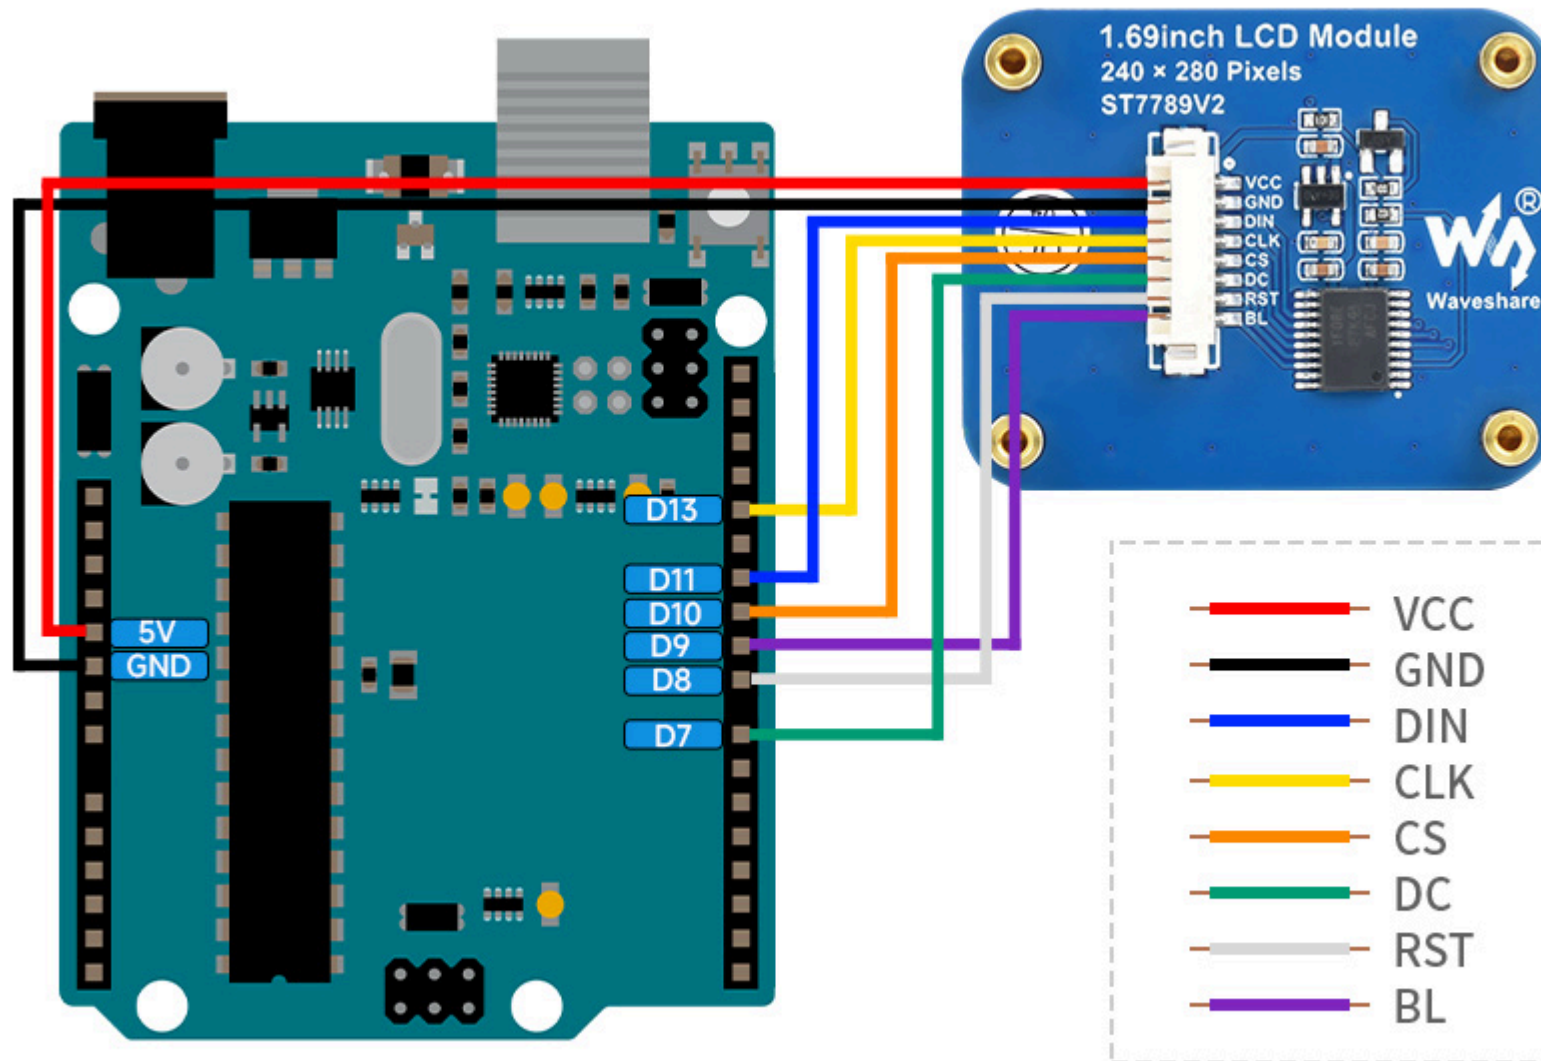 1.69inch LCD Module
240 × 280 Pixels
ST7789V2
VCC
GND
DIN
CLK
CS
DC
RST
BL
®
Waveshare
D13
D11
D10
D9
D8
D7
5V
GND
VCC
GND
DIN
CLK
CS
DC
RST
BL